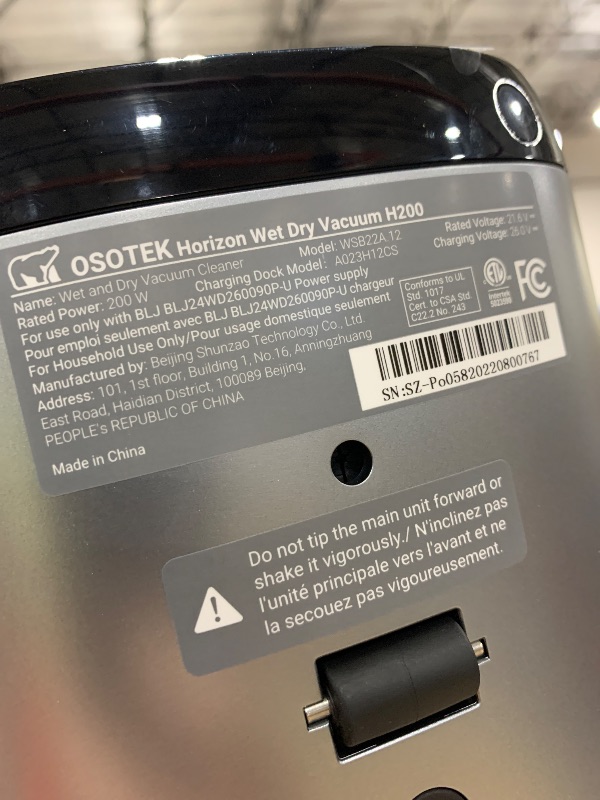 OSOTEK Horizon Wet Dry Vacuum H200
Name: Wet and Dry Vacuum Cleaner
Model: WSB22A.12
Rated Voltage: 21.6 V
Rated Power: 200 W
Charging Dock Model: A023H12CS
Charging Voltage: 26.0 V
For use only with BLJ BLJ24WD260090P-U Power supply
Pour emploi seulement avec BLJ BLJ24WD260090P-U chargeur
For Household Use Only/Pour usage domestique seulement
Manufactured by: Beijing Shunzao Technology Co., Ltd.
Address: 101, 1st floor, Building 1, No.16, Anningzhuang
East Road, Haidian District, 100089 Beijing,
PEOPLE's REPUBLIC OF CHINA
Made in China
Conforms to UL
Std. 1017
Cert. to CSA Std.
C22.2 No. 243
ETL
Intertek
FC
SN:SZ-Po05820220800767
Do not tip the main unit forward or
shake it vigorously./ N'inclinez pas
l'unité principale vers l'avant et ne
la secouez pas vigoureusement.